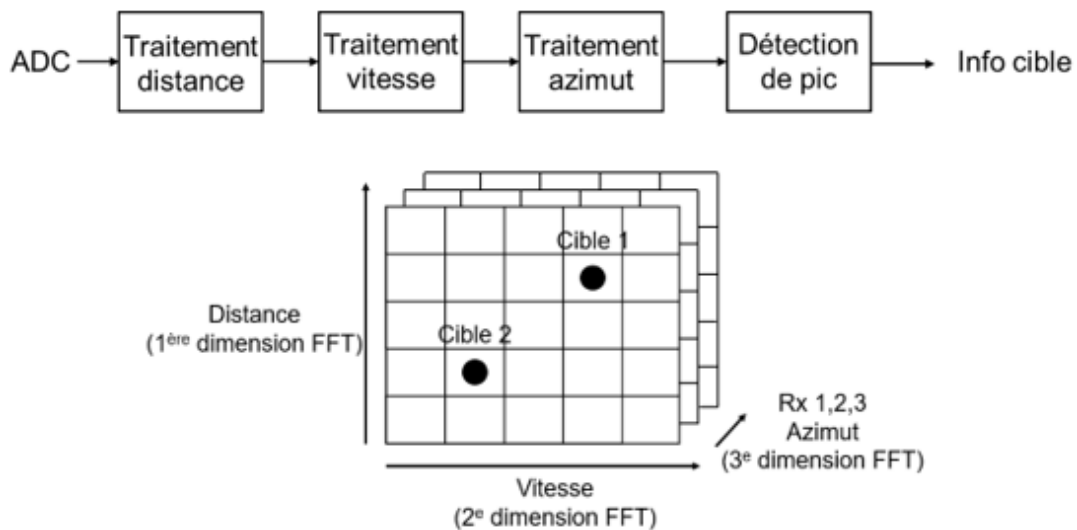 ADC
Traitement
distance
Traitement
vitesse
Traitement
azimut
Détection
de pic
Info cible
Cible 1
Distance
(1ère dimension FFT)
Cible 2
Rx 1,2,3
Azimut
(3e dimension FFT)
Vitesse
(2e dimension FFT)